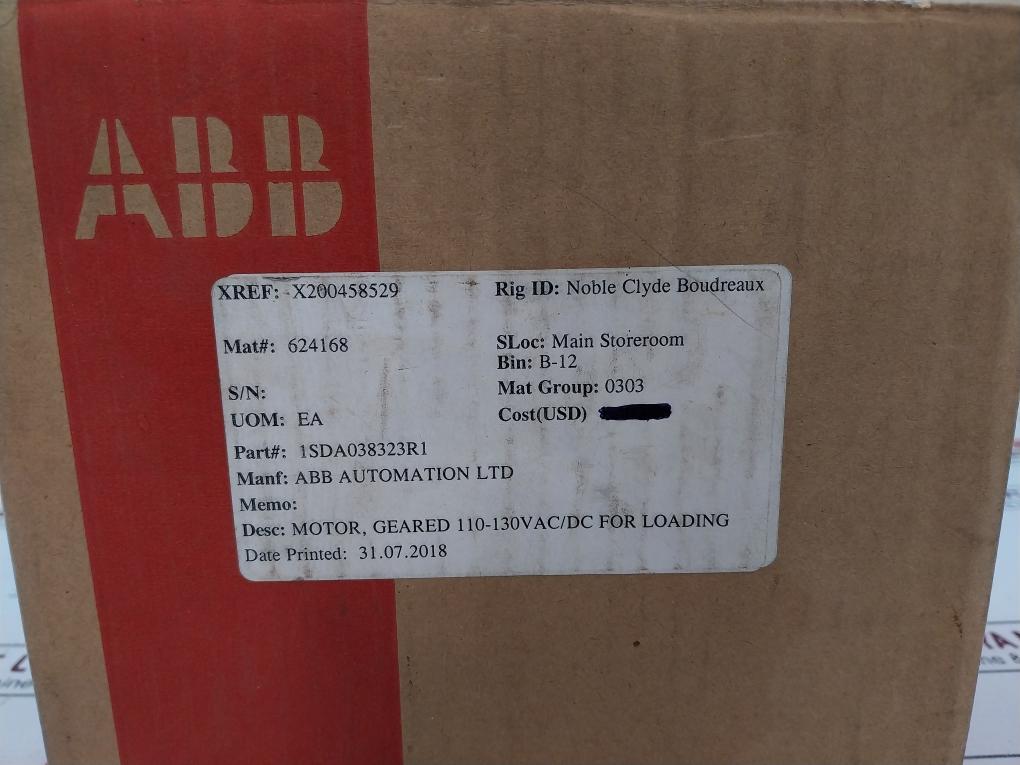 ABB
XREF: X200458529 Rig ID: Noble Clyde Boudreaux
Mat#: 624168 SLoc: Main Storeroom
Bin: B-12
S/N: Mat Group: 0303
UOM: EA Cost(USD)
Part#: 1SDA038323R1
Manf: ABB AUTOMATION LTD
Memo:
Desc: MOTOR, GEARED 110-130VAC/DC FOR LOADING
Date Printed: 31.07.2018